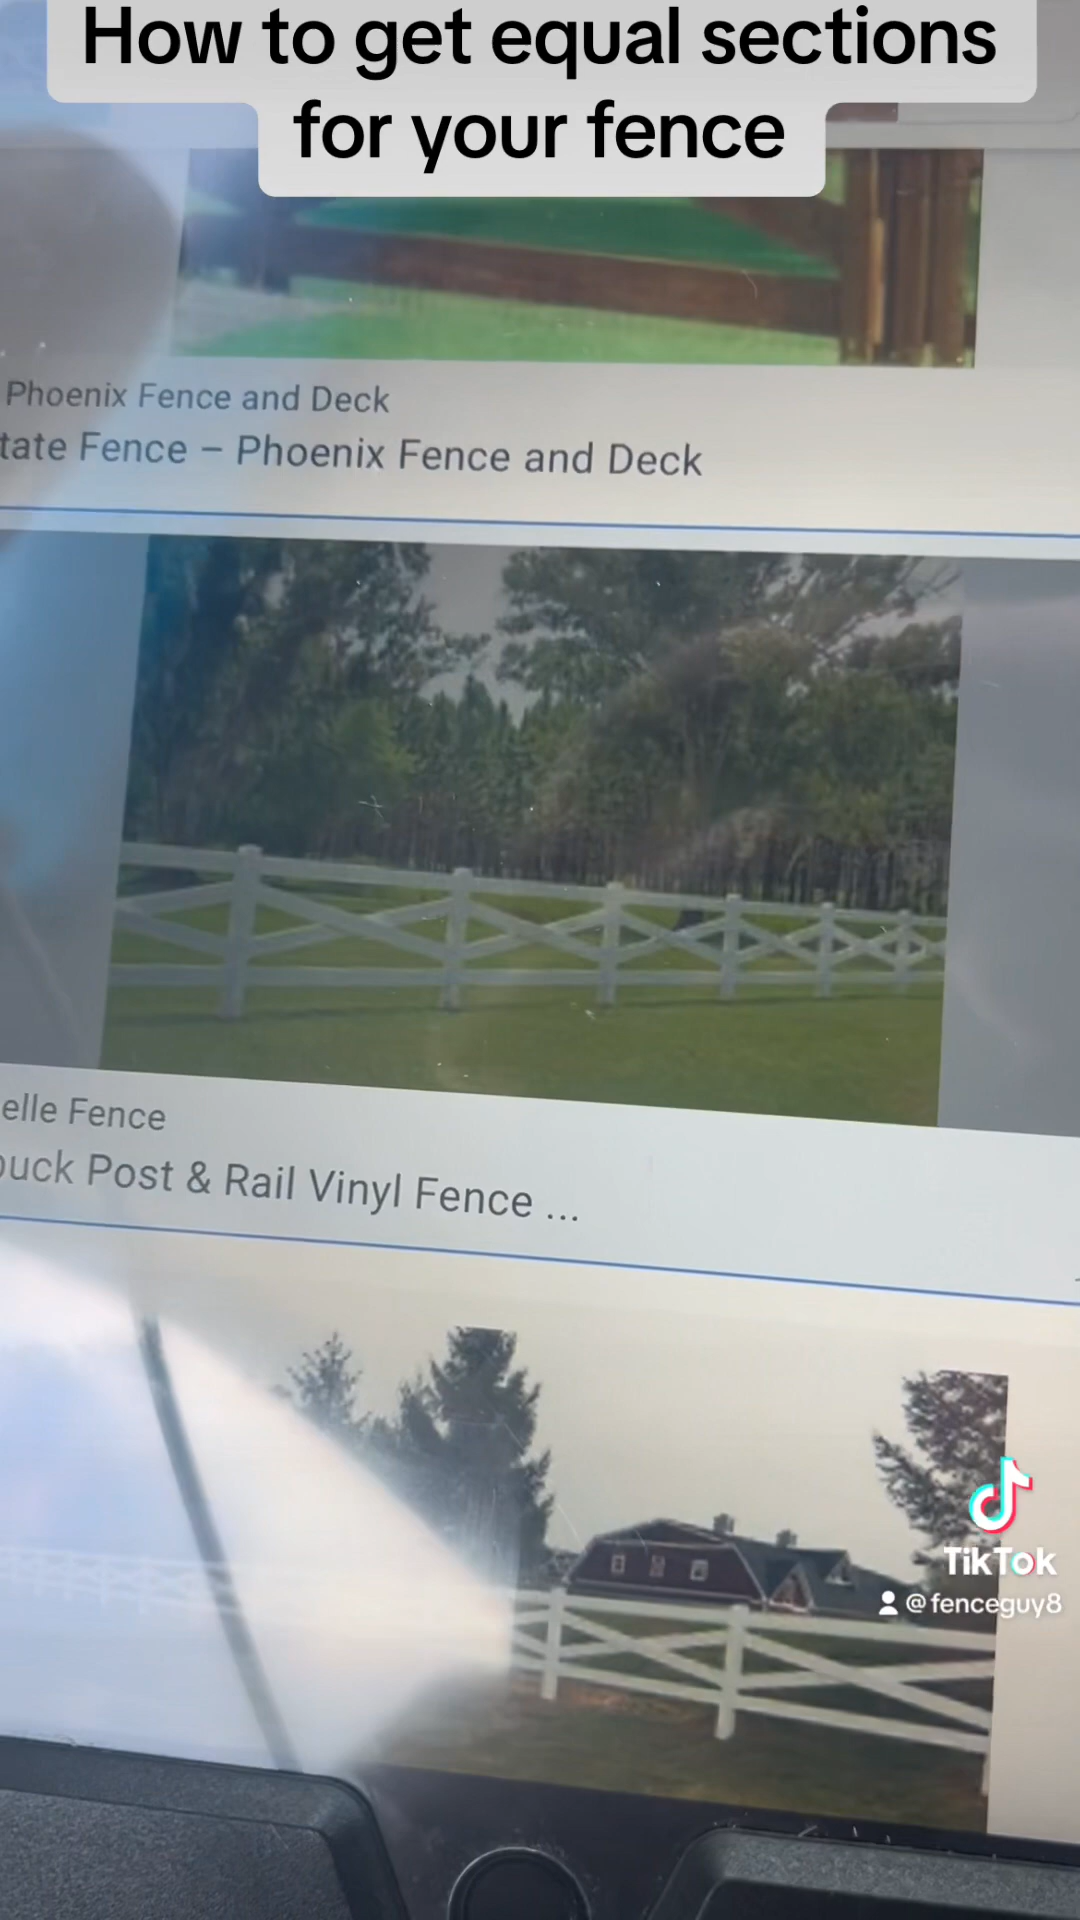 How to get equal sections
for your fence
Phoenix Fence and Deck
tate Fence – Phoenix Fence and Deck
elle Fence
buck Post & Rail Vinyl Fence ...
TikTok
@fenceguy8